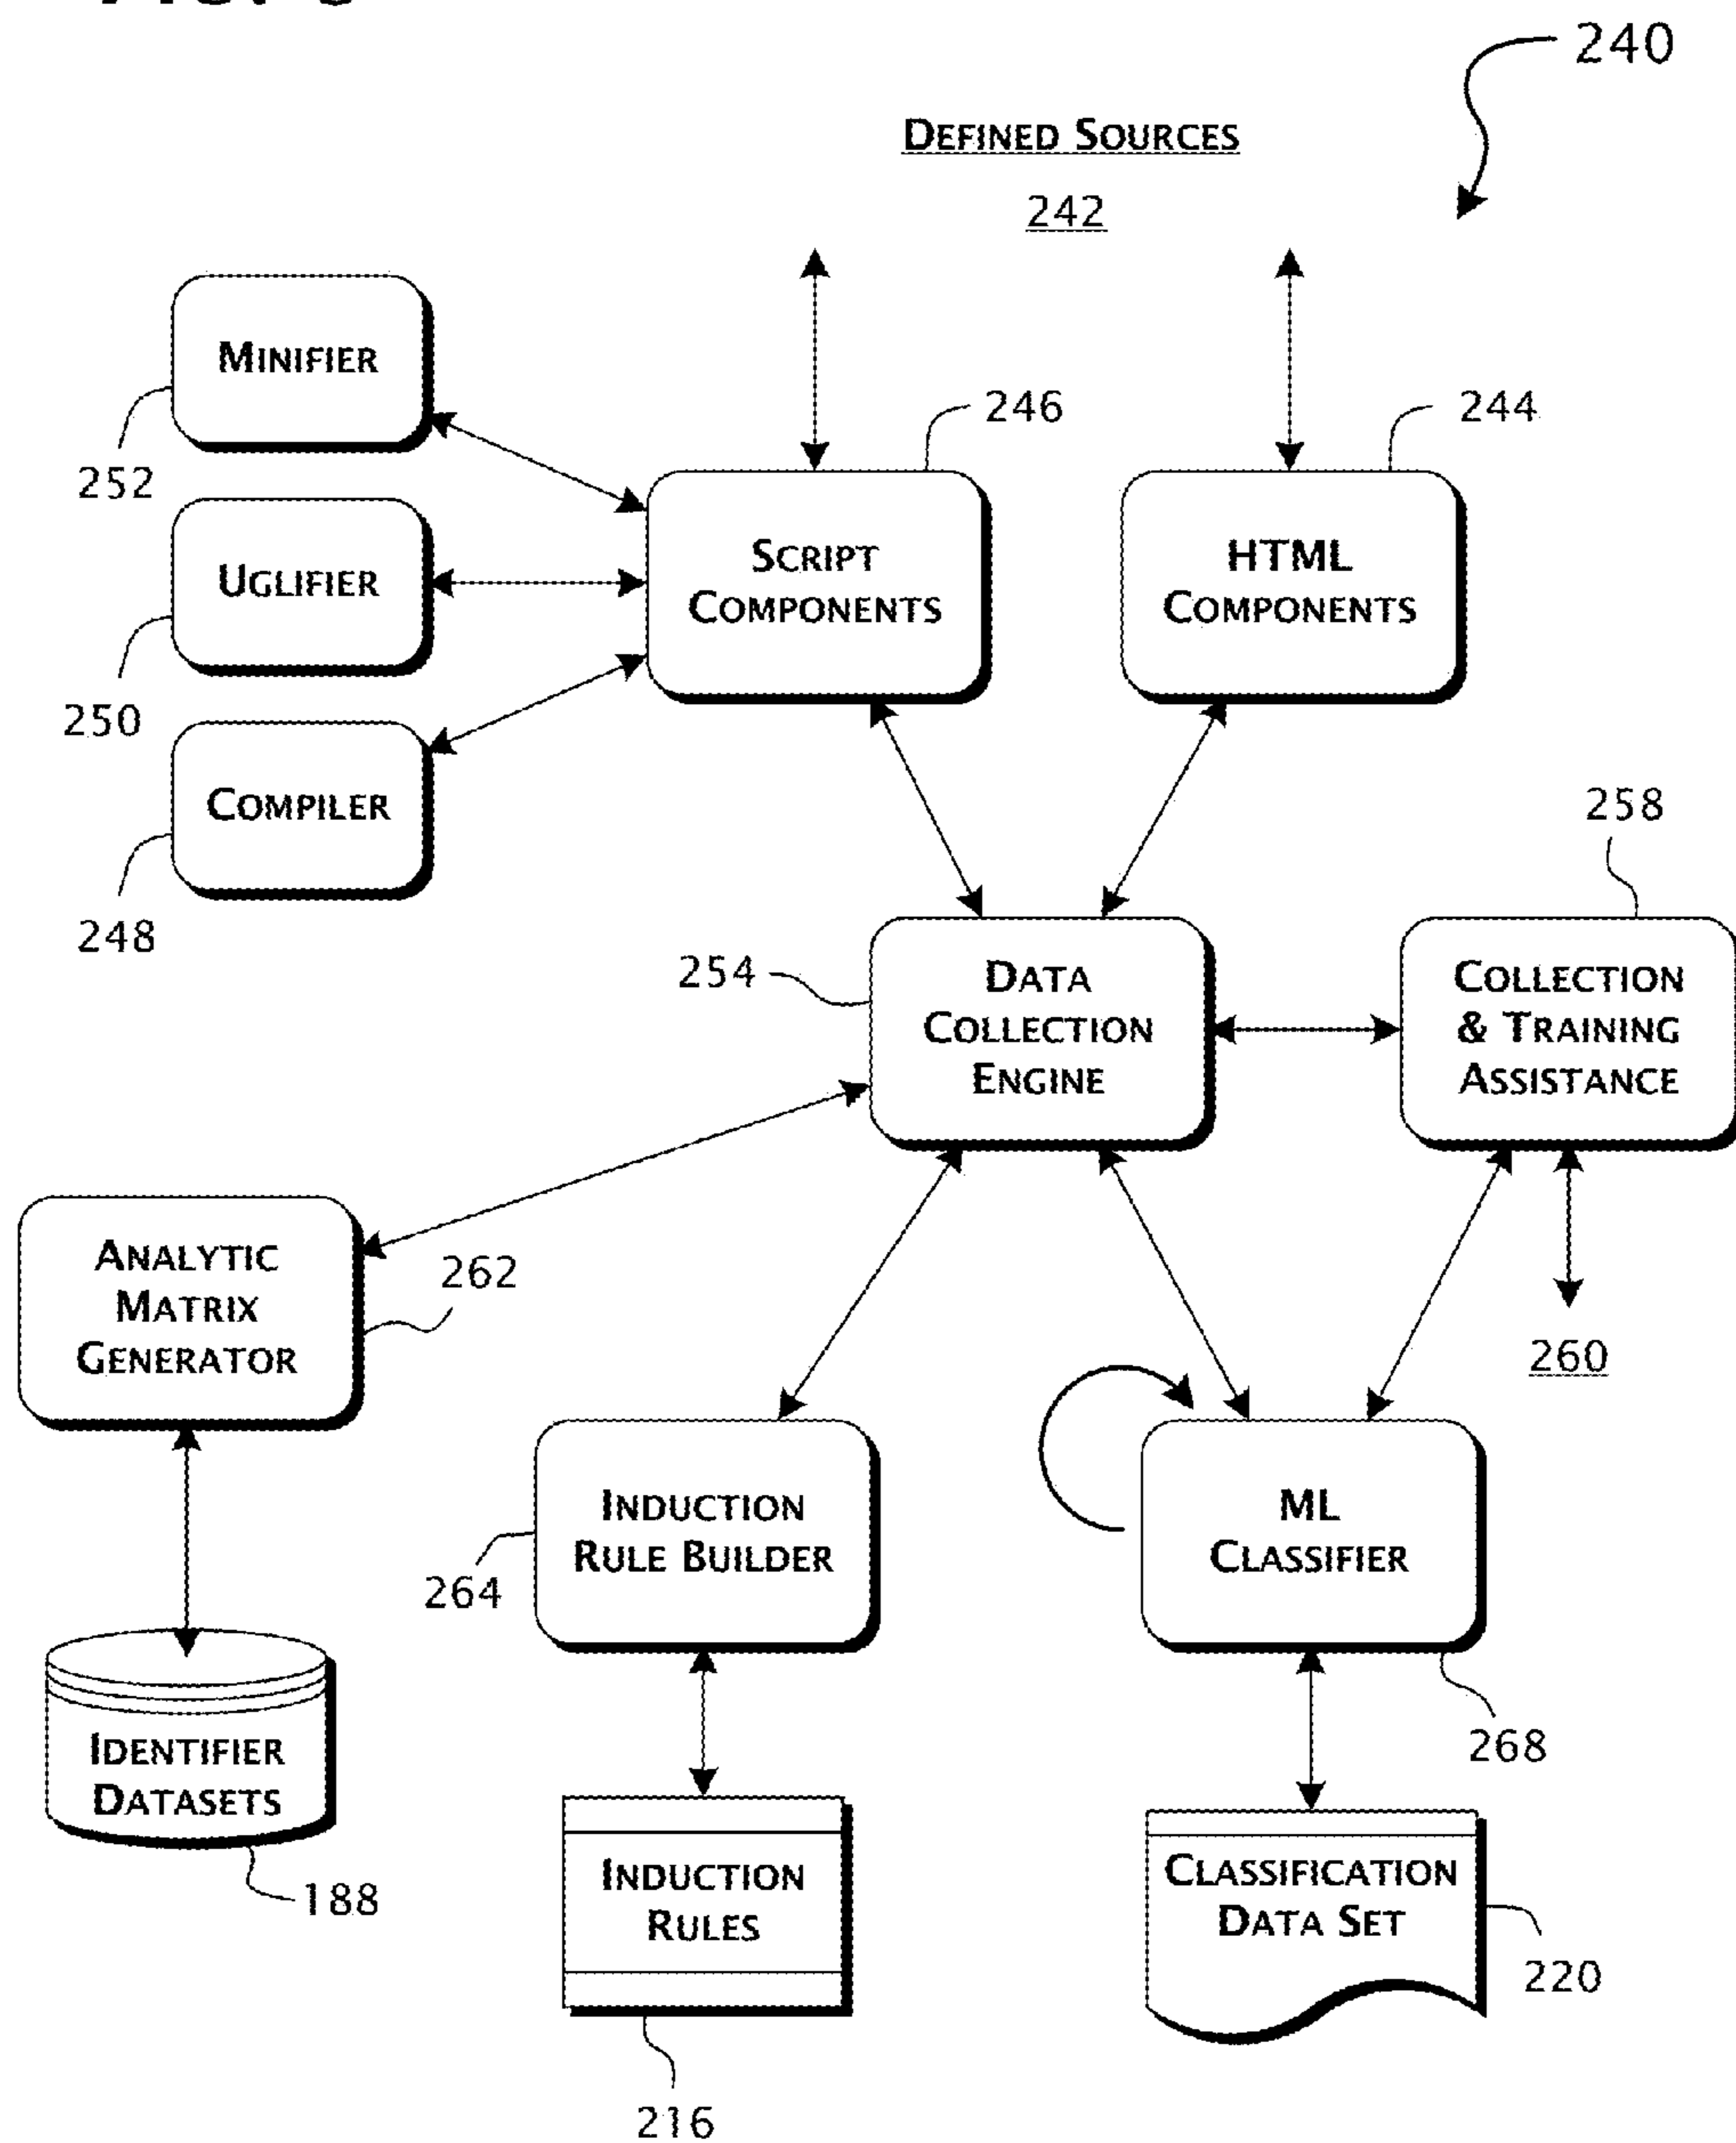 240
DEFINED SOURCES
242
MINIFIER
252
246
244
UGLIFIER
250
SCRIPT
COMPONENTS
HTML
COMPONENTS
COMPILER
248
258
254
DATA
COLLECTION
ENGINE
COLLECTION
& TRAINING
ASSISTANCE
ANALYTIC
MATRIX
GENERATOR
262
260
INDUCTION
RULE BUILDER
264
ML
CLASSIFIER
268
IDENTIFIER
DATASETS
188
INDUCTION
RULES
216
CLASSIFICATION
DATA SET
220